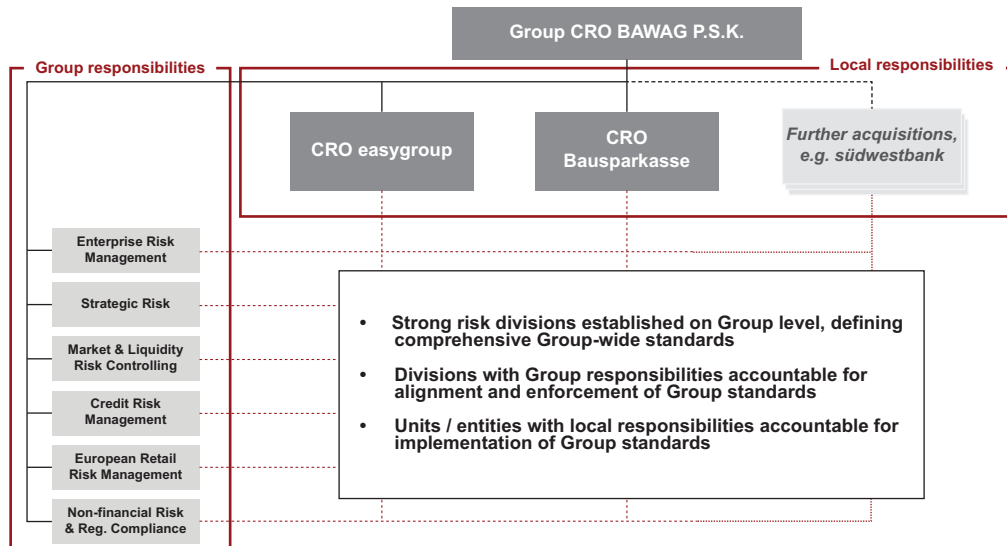 Group CRO BAWAG P.S.K.
Group responsibilities
Local responsibilities
CRO easygroup
CRO
Bausparkasse
Further acquisitions,
e.g. südwestbank
Enterprise Risk
Management
Strategic Risk
Market & Liquidity
Risk Controlling
Credit Risk
Management
European Retail
Risk Management
Non-financial Risk
& Reg. Compliance
• Strong risk divisions established on Group level, defining
comprehensive Group-wide standards
• Divisions with Group responsibilities accountable for
alignment and enforcement of Group standards
• Units / entities with local responsibilities accountable for
implementation of Group standards